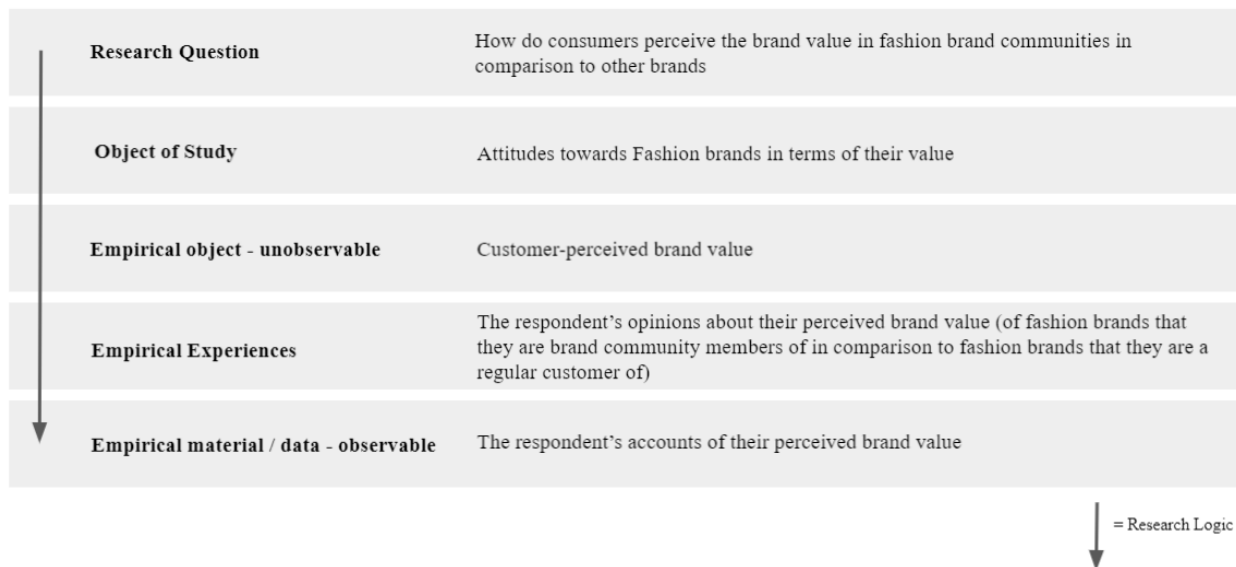 Research Question
How do consumers perceive the brand value in fashion brand communities in
comparison to other brands
Object of Study
Attitudes towards Fashion brands in terms of their value
Empirical object - unobservable
Customer-perceived brand value
Empirical Experiences
The respondent’s opinions about their perceived brand value (of fashion brands that
they are brand community members of in comparison to fashion brands that they are a
regular customer of)
Empirical material / data - observable
The respondent’s accounts of their perceived brand value
= Research Logic